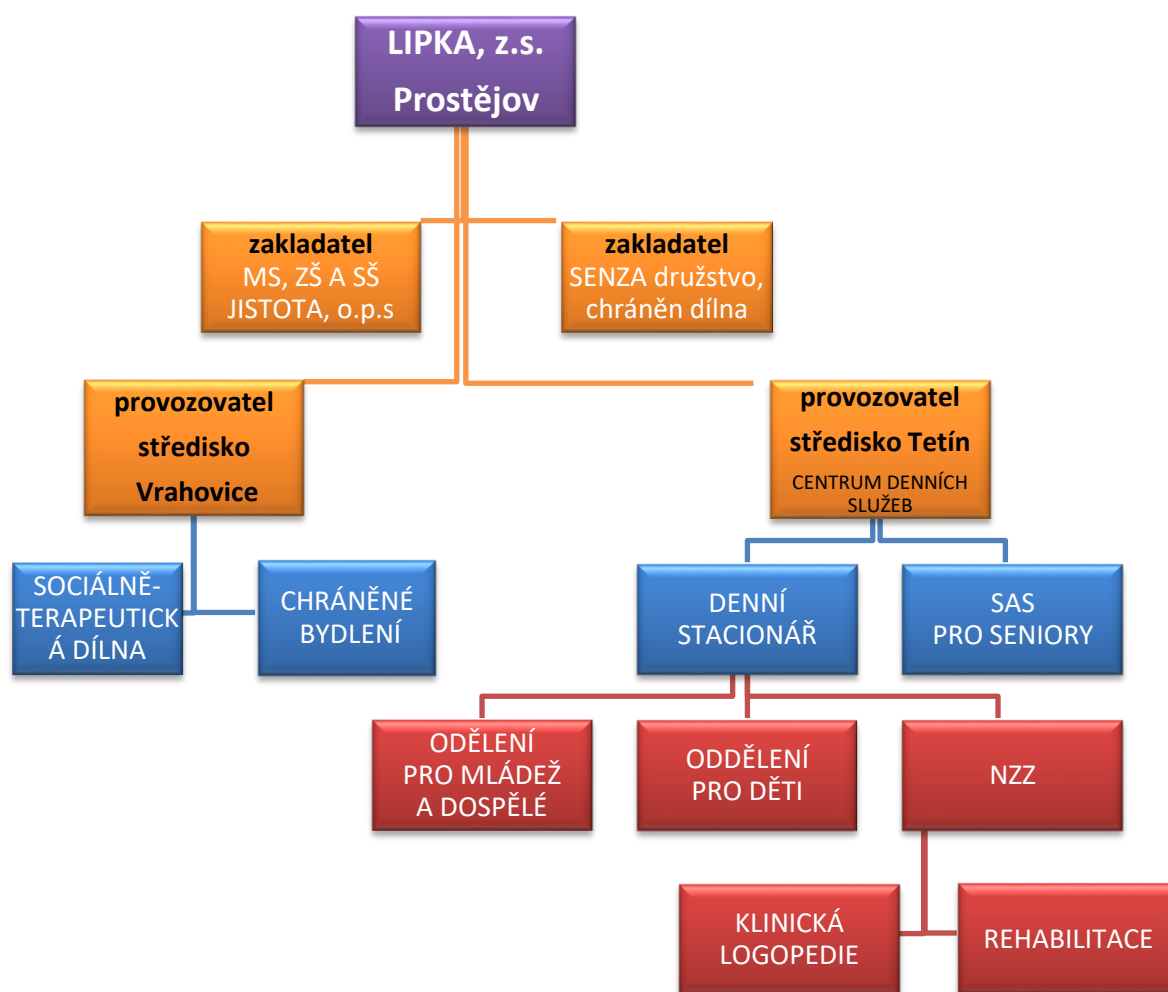 LIPKA, z.s.
Prostějov
zakladatel
MS, ZŠ A SŠ
JISTOTA, o.p.s
zakladatel
SENZA družstvo,
chráněn dílna
provozovatel
středisko
Vrahovice
provozovatel
středisko Tetín
CENTRUM DENNÍCH
SLUŽEB
SOCIÁLNĚ-
TERAPEUTICK
Á DÍLNA
CHRÁNĚNÉ
BYDLENÍ
DENNÍ
STACIONÁŘ
SAS
PRO SENIORY
ODĚLENÍ
PRO MLÁDEŽ
A DOSPĚLÉ
ODDĚLENÍ
PRO DĚTI
NZZ
KLINICKÁ
LOGOPEDIE
REHABILITACE